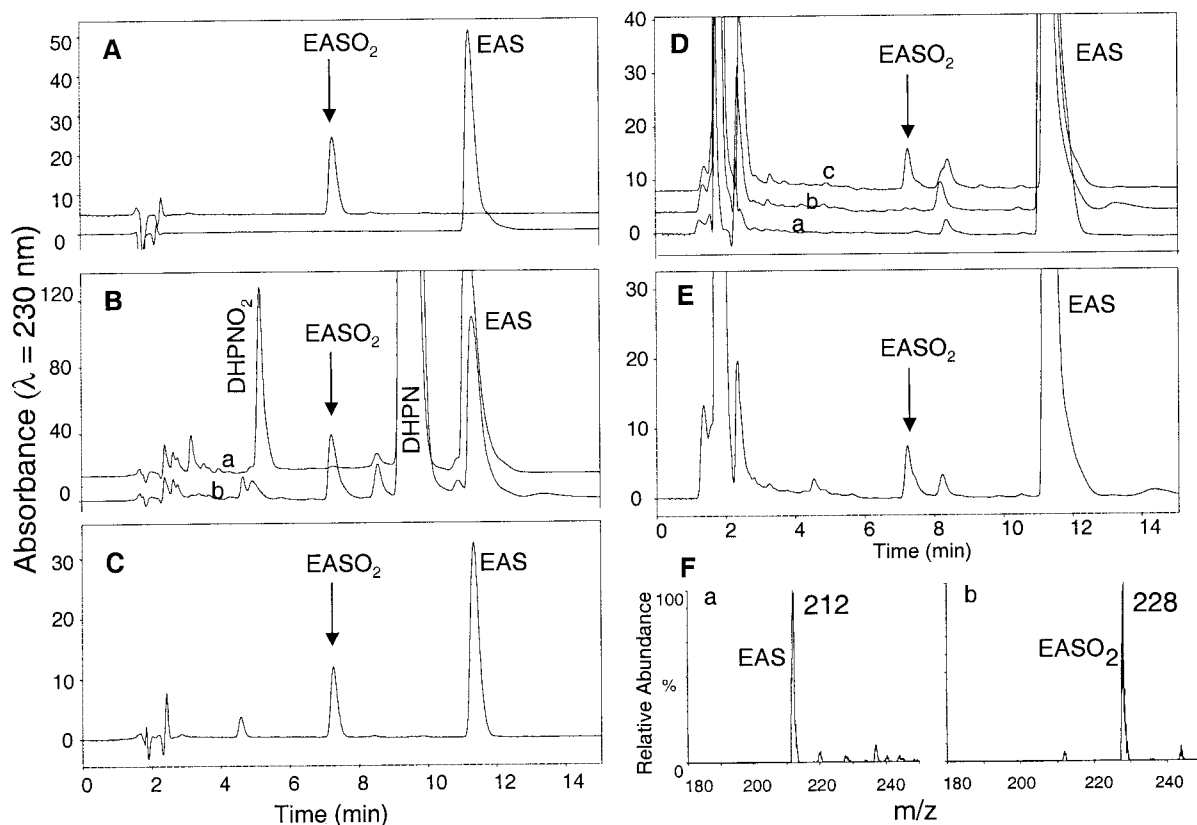 Absorbance (λ = 230 nm)
A
EASO2
EAS
50
40
30
20
10
0
B
DHPNO2
EASO2
DHPN
EAS
120
80
40
0
a
b
C
EASO2
EAS
30
20
10
0
0 2 4 6 8 10 12 14
Time (min)
D
EASO2
EAS
40
30
20
10
0
c
b
a
E
EASO2
EAS
30
20
10
0
0 2 4 6 8 10 12 14
Time (min)
F
Relative Abundance
%
100
0
a
212
EAS
180 200 220 240
b
228
EASO2
180 200 220 240
m/z